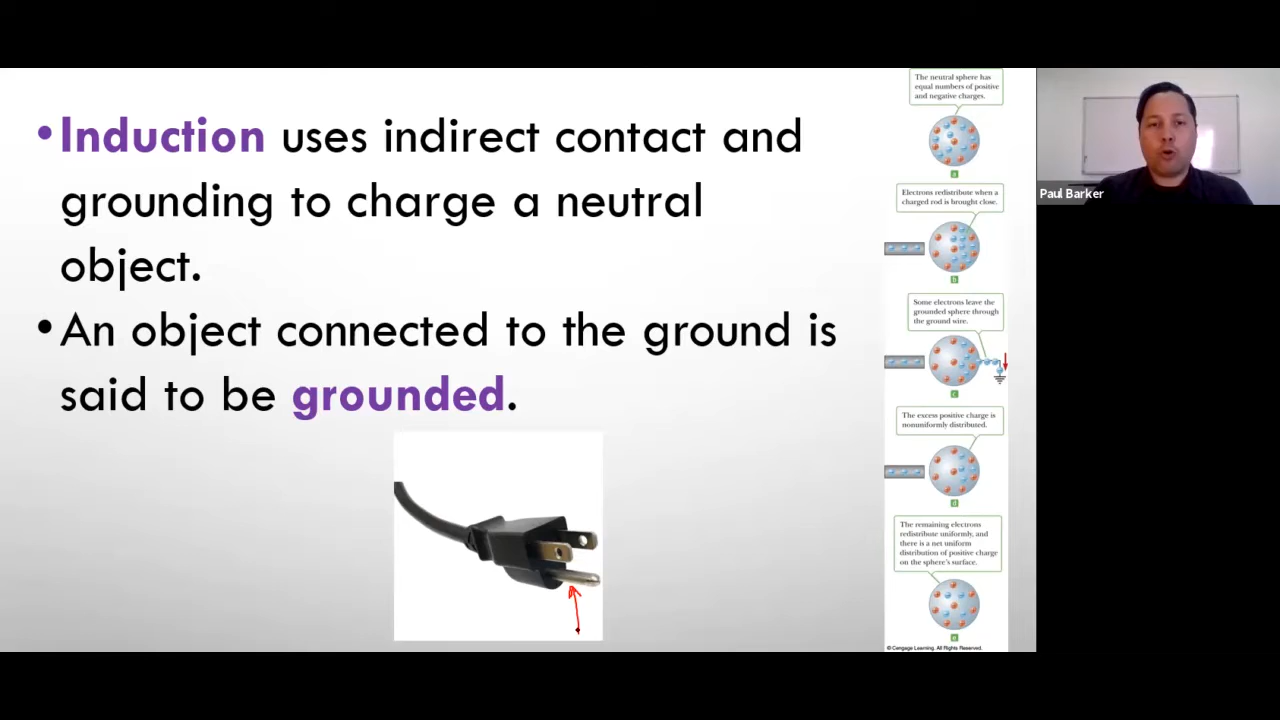 •Induction uses indirect contact and
grounding to charge a neutral
object.
•An object connected to the ground is
said to be grounded.
The neutral sphere has
equal numbers of positive
and negative charges.
a
Electrons redistribute when a
charged rod is brought close.
b
Some electrons leave the
grounded sphere through
the ground wire.
c
The excess positive charge is
nonuniformly distributed.
d
The remaining electrons
redistribute uniformly, and
there is a net uniform
distribution of positive charge
on the sphere's surface.
e
© Cengage Learning. All Rights Reserved.
Paul Barker